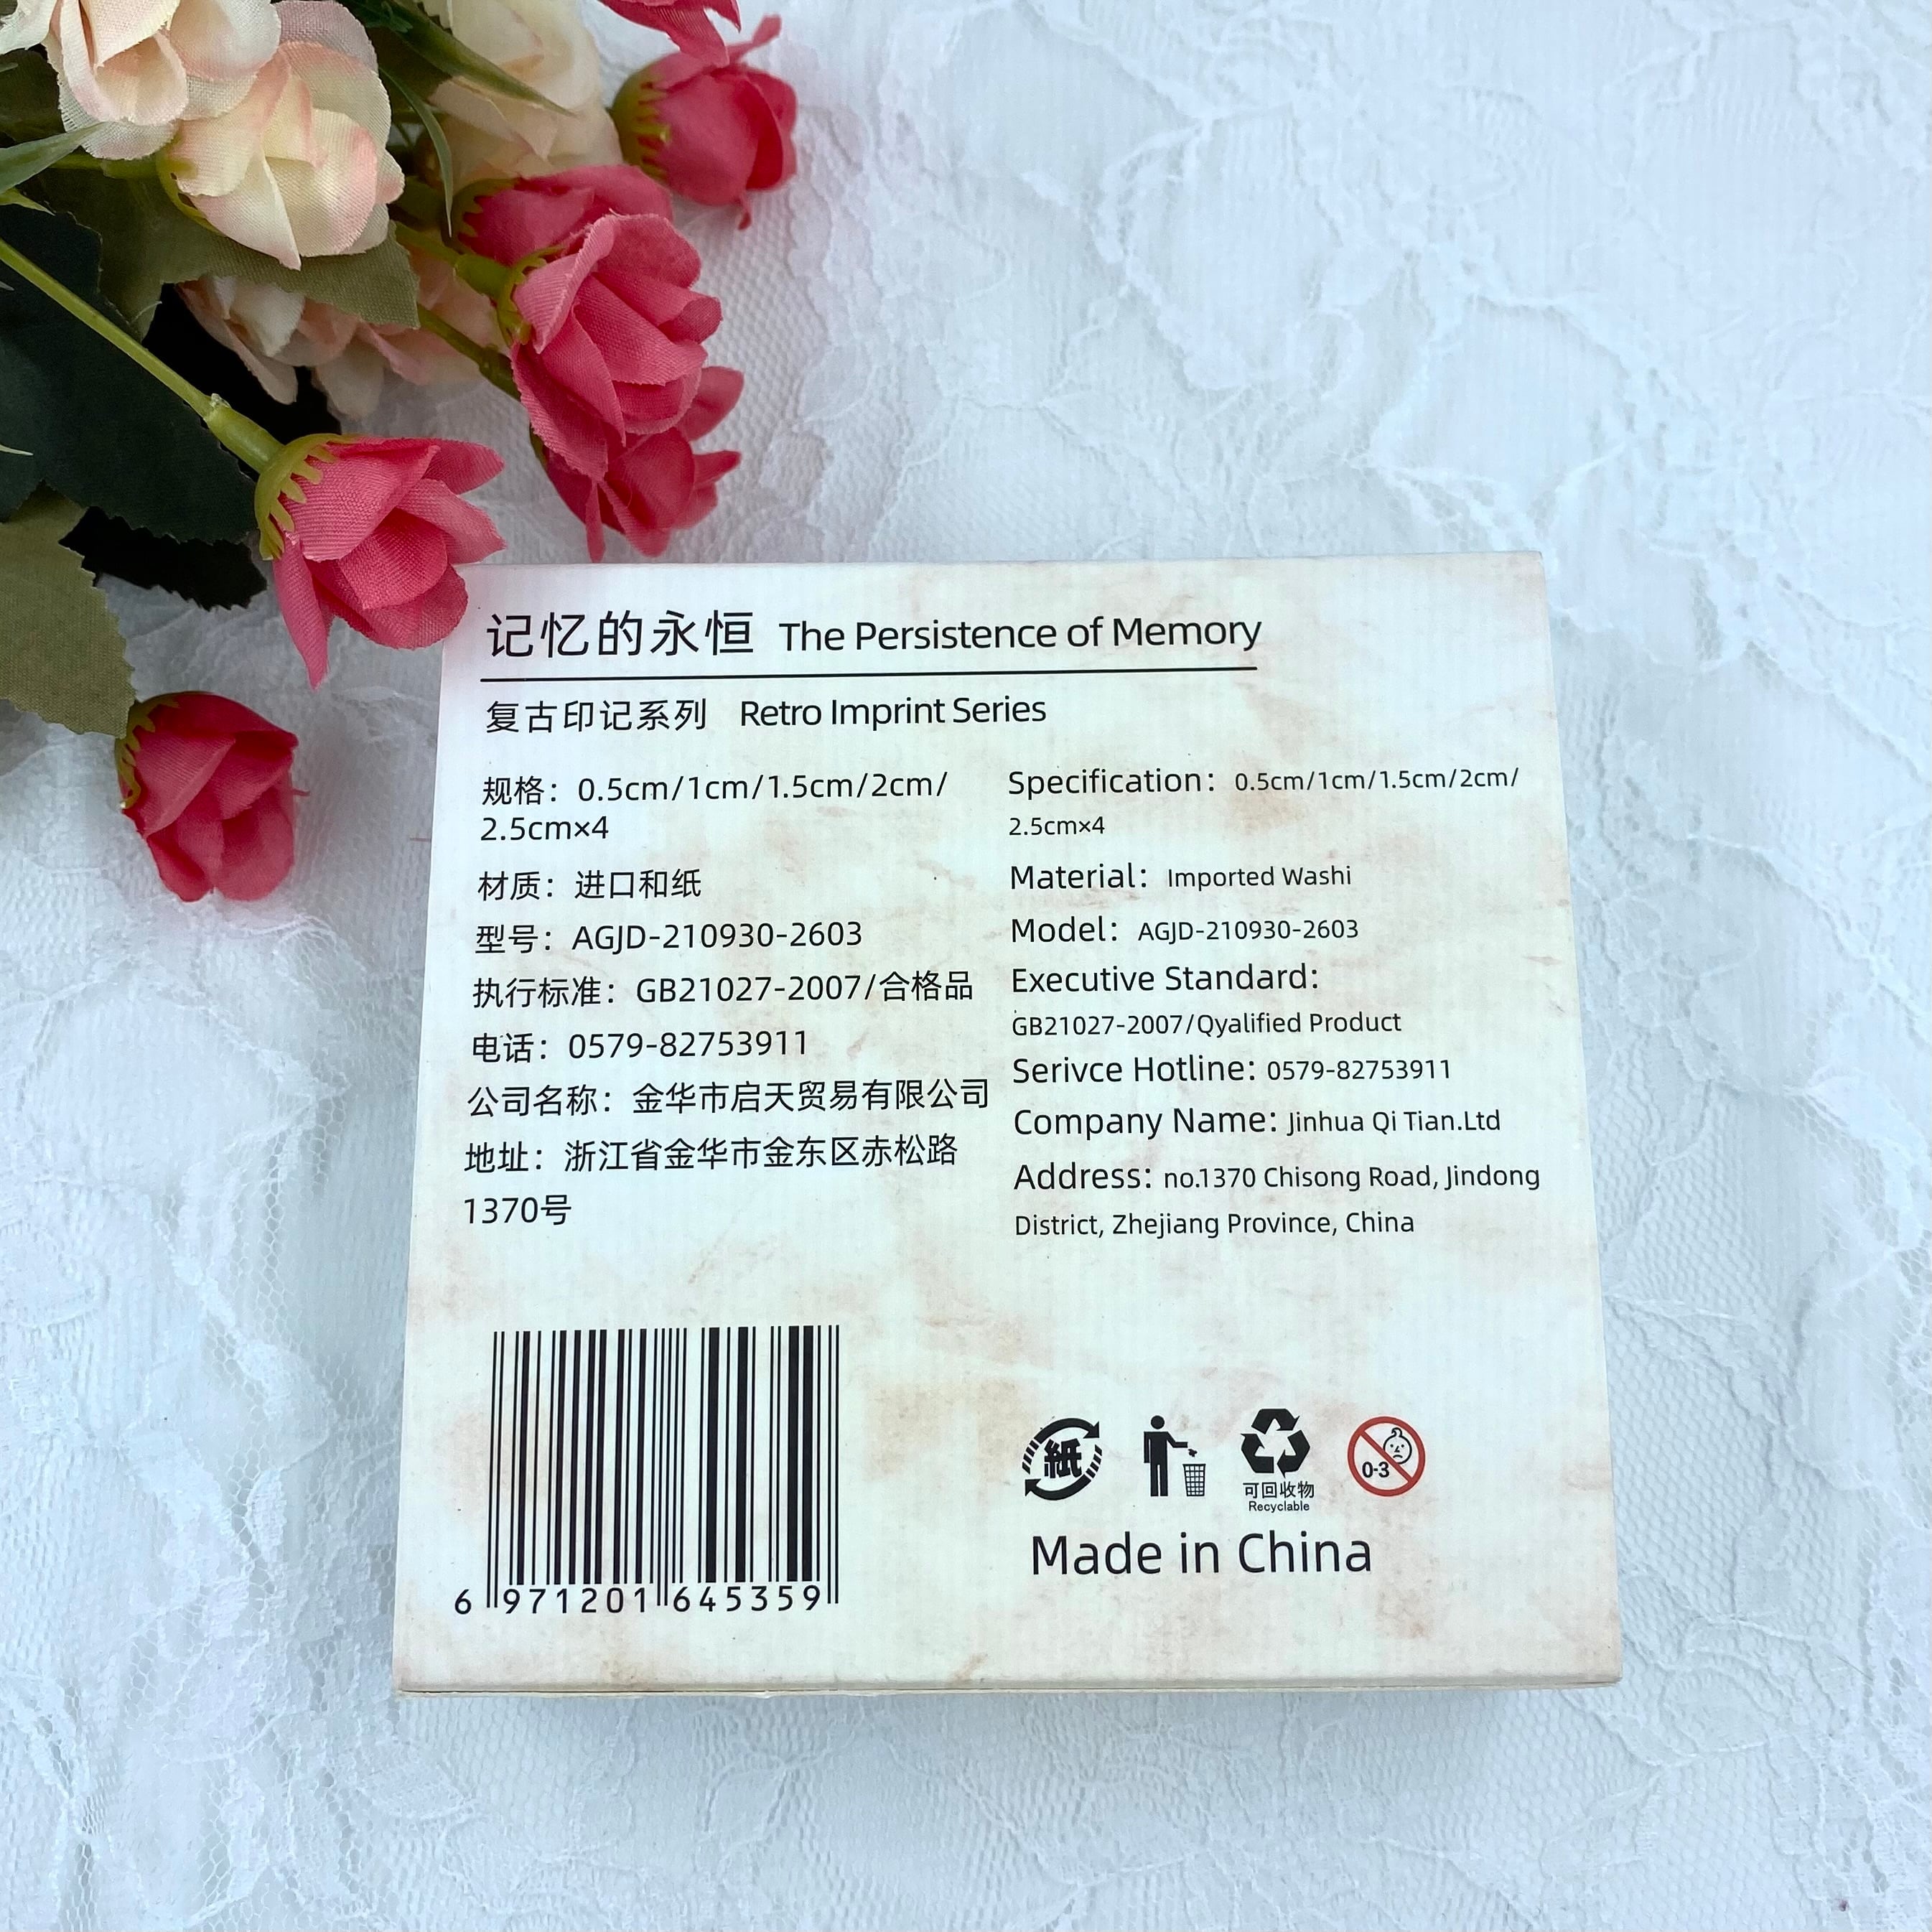 记忆的永恒 The Persistence of Memory
复古印记系列 Retro Imprint Series
规格：0.5cm/1cm/1.5cm/2cm/
2.5cm×4
材质：进口和纸
型号：AGJD-210930-2603
执行标准：GB21027-2007/合格品
电话：0579-82753911
公司名称：金华市启天贸易有限公司
地址：浙江省金华市金东区赤松路
1370号
Specification：0.5cm/1cm/1.5cm/2cm/
2.5cm×4
Material：Imported Washi
Model：AGJD-210930-2603
Executive Standard:
GB21027-2007/Qyalified Product
Serivce Hotline: 0579-82753911
Company Name: Jinhua Qi Tian.Ltd
Address: no.1370 Chisong Road, Jindong
District, Zhejiang Province, China
6 971201 645359
紙
可回收物
Recyclable
0-3
Made in China